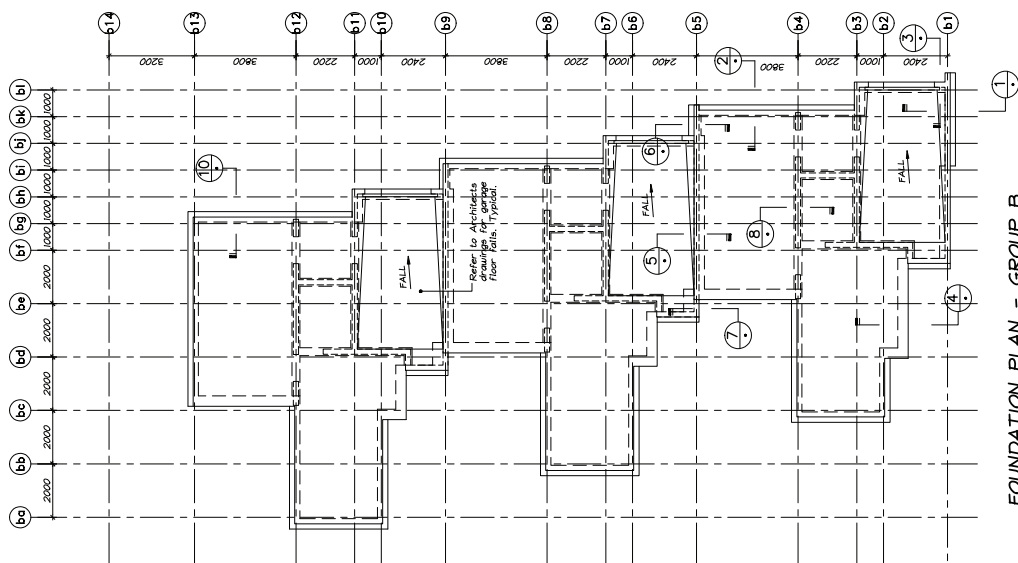 b14
b13
b12
b11
b10
b9
b8
b7
b6
b5
b4
b3
b2
b1
3200
3800
2200
1000
2400
3800
2200
1000
2400
3800
2200
1000
2400
bl
bk
bj
bi
bh
bg
bf
be
bd
bc
bb
ba
1000
1000
1000
1000
1000
1000
2000
2000
2000
2000
2000
10
2
3
1
6
5
8
7
4
FALL
FALL
FALL
Refer to Architects
drawings for garage
floor falls. Typical.
FOUNDATION PLAN - GROUP B